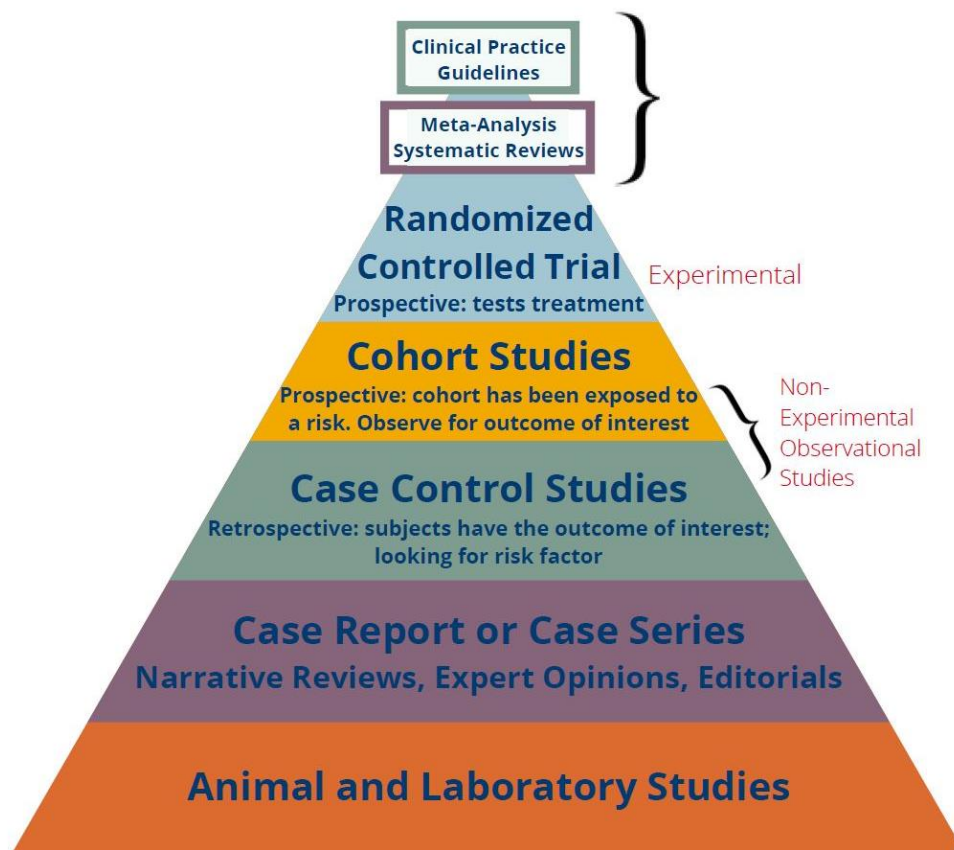 Clinical Practice
Guidelines
Meta-Analysis
Systematic Reviews
Randomized
Controlled Trial
Prospective: tests treatment
Experimental
Cohort Studies
Prospective: cohort has been exposed to
a risk. Observe for outcome of interest
Non-
Experimental
Observational
Studies
Case Control Studies
Retrospective: subjects have the outcome of interest;
looking for risk factor
Case Report or Case Series
Narrative Reviews, Expert Opinions, Editorials
Animal and Laboratory Studies